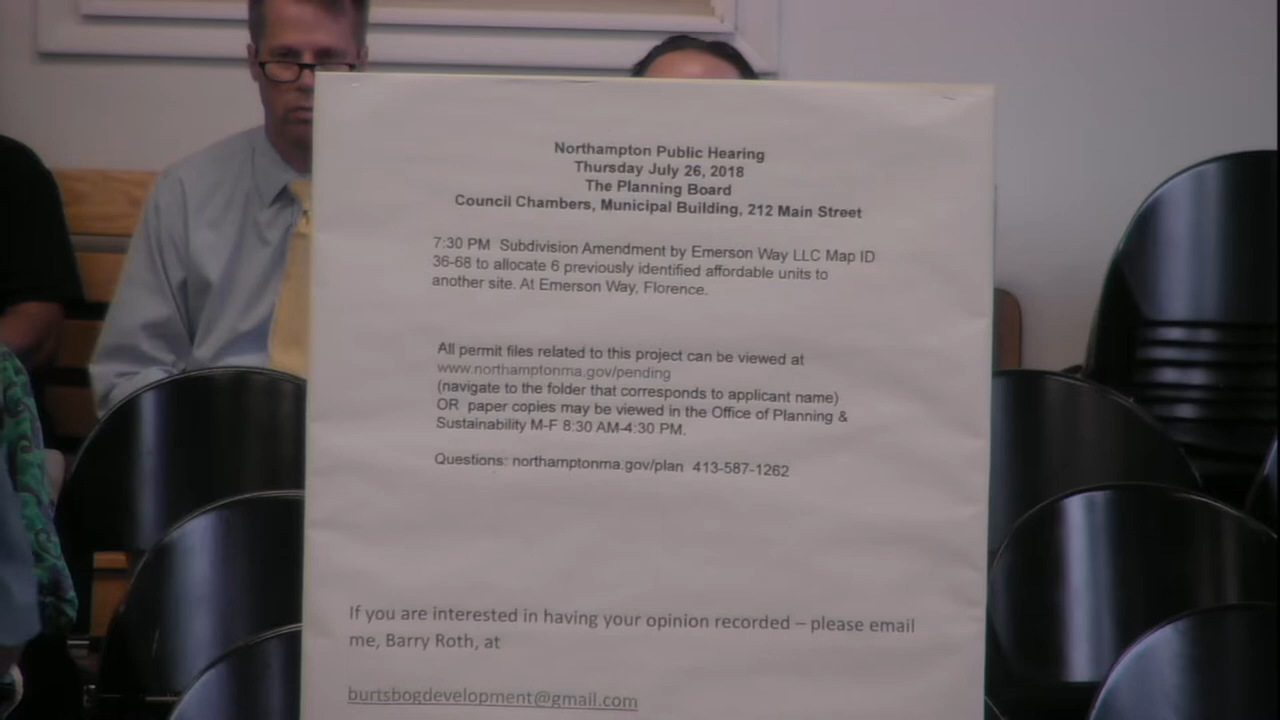 Northampton Public Hearing
Thursday July 26, 2018
The Planning Board
Council Chambers, Municipal Building, 212 Main Street
7:30 PM Subdivision Amendment by Emerson Way LLC Map ID
36-68 to allocate 6 previously identified affordable units to
another site. At Emerson Way, Florence.
All permit files related to this project can be viewed at
www.northamptonma.gov/pending
(navigate to the folder that corresponds to applicant name)
OR paper copies may be viewed in the Office of Planning &
Sustainability M-F 8:30 AM-4:30 PM.
Questions: northamptonma.gov/plan 413-587-1262
If you are interested in having your opinion recorded – please email
me, Barry Roth, at
burtsbogdevelopment@gmail.com